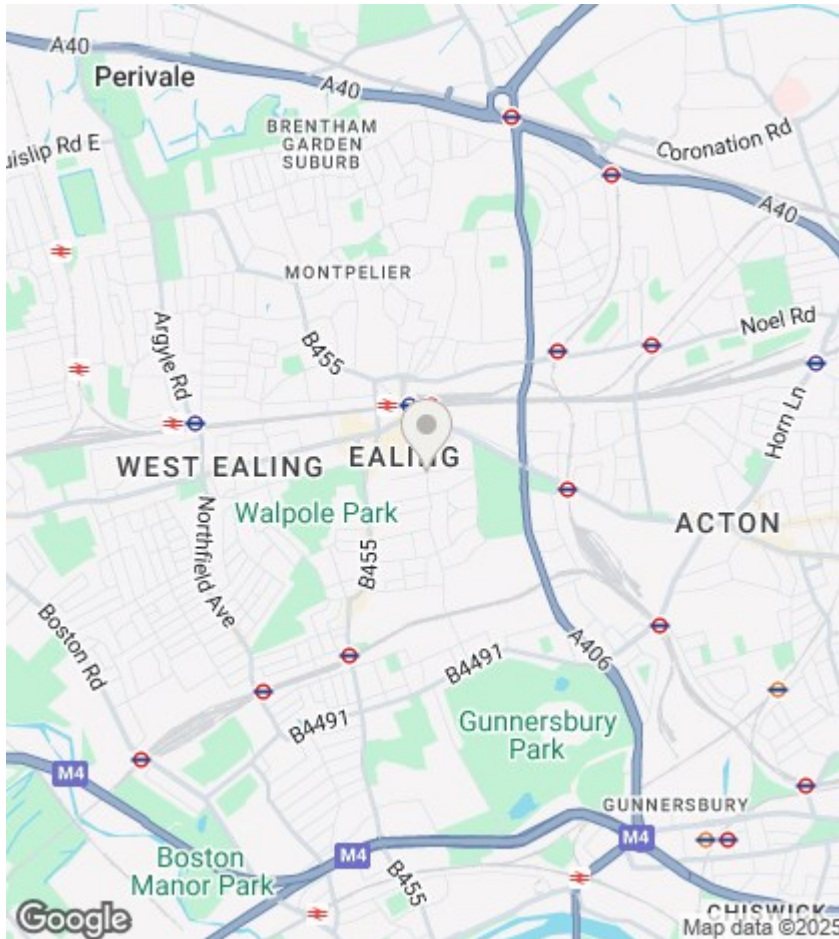 A40
Perivale
A40
BRENTHAM
GARDEN
SUBURB
uislip Rd E
Coronation Rd
A40
MONTPELIER
Argyle Rd
B455
Noel Rd
Horn Ln
WEST EALING
EALING
Walpole Park
ACTON
Northfield Ave
B455
Boston Rd
A406
B4491
B4491
Gunnersbury
Park
M4
GUNNERSBURY
M4
M4
Boston
Manor Park
B455
CHISWICK
Google
Map data ©2025